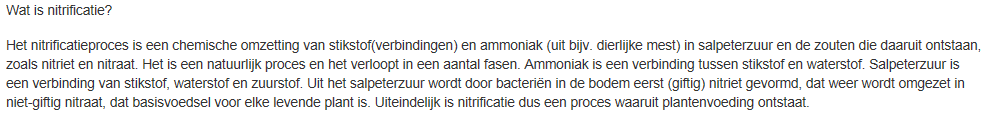 Wat is nitrificatie?
Het nitrificatieproces is een chemische omzetting van stikstof(verbindingen) en ammoniak (uit bijv. dierlijke mest) in salpeterzuur en de zouten die daaruit ontstaan,
zoals nitriet en nitraat. Het is een natuurlijk proces en het verloopt in een aantal fasen. Ammoniak is een verbinding tussen stikstof en waterstof. Salpeterzuur is
een verbinding van stikstof, waterstof en zuurstof. Uit het salpeterzuur wordt door bacteriën in de bodem eerst (giftig) nitriet gevormd, dat weer wordt omgezet in
niet-giftig nitraat, dat basisvoedsel voor elke levende plant is. Uiteindelijk is nitrificatie dus een proces waaruit plantenvoeding ontstaat.